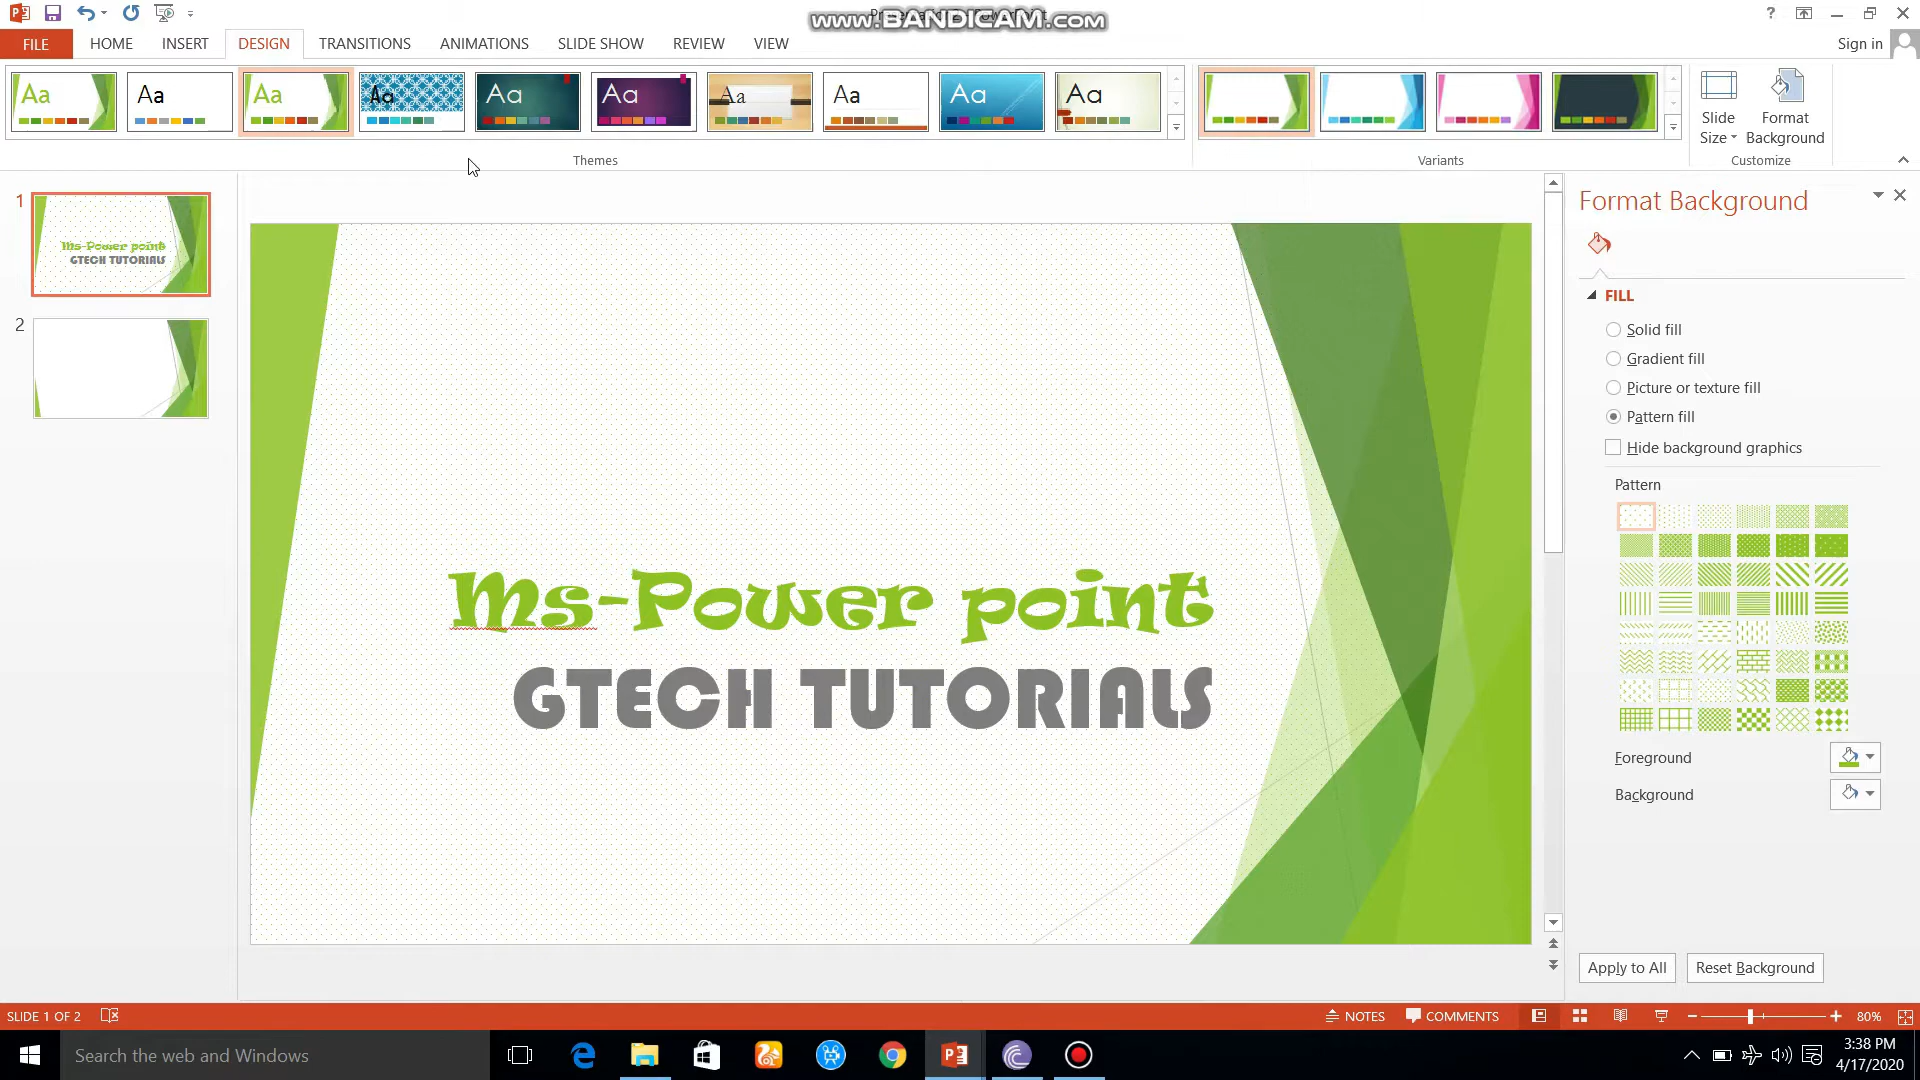 www.BANDICAM.com
FILE
HOME
INSERT
DESIGN
TRANSITIONS
ANIMATIONS
SLIDE SHOW
REVIEW
VIEW
Sign in
Aa
Aa
Aa
Aa
Aa
Aa
Aa
Aa
Aa
Aa
Slide
Size
Format
Background
Themes
Variants
Customize
1
Ms-Power point
GTECH TUTORIALS
2
Ms-Power point
GTECH TUTORIALS
Format Background
FILL
Solid fill
Gradient fill
Picture or texture fill
Pattern fill
Hide background graphics
Pattern
Foreground
Background
Apply to All
Reset Background
SLIDE 1 OF 2
NOTES
COMMENTS
80%
Search the web and Windows
3:38 PM
4/17/2020